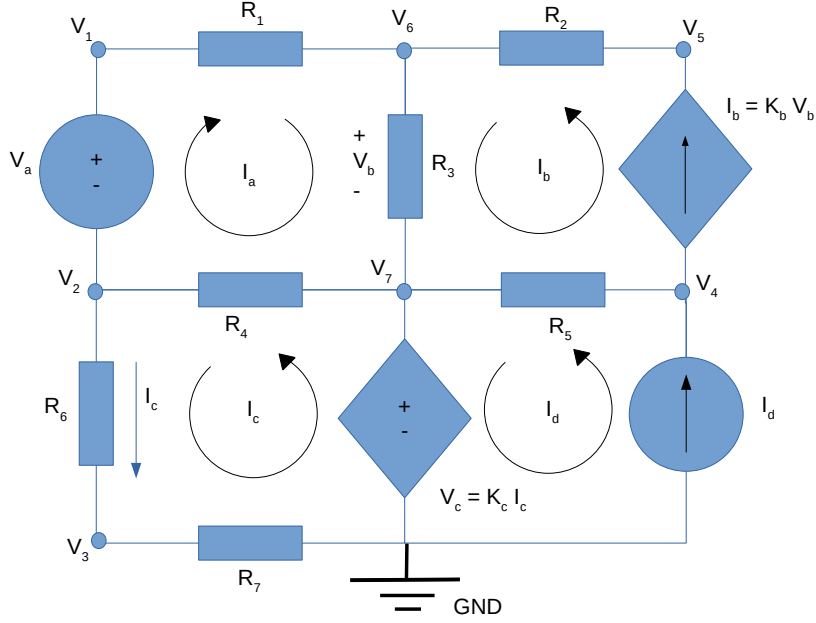 V1
R1
V6
R2
V5
Ib = Kb Vb
Va
+
-
Ia
+
Vb
-
R3
Ib
V2
V7
V4
R4
R5
R6
Ic
Ic
+
-
Id
Id
Vc = Kc Ic
V3
R7
GND